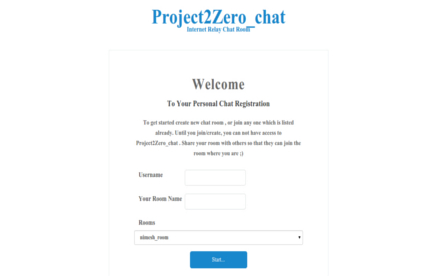 Project2Zero_chat
Internet Relay Chat Room
Welcome
To Your Personal Chat Registration
To get started create new chat room , or join any one which is listed
already. Until you join/create, you can not have access to
Project2Zero_chat . Share your room with others so that they can join the
room where you are ;)
Username
Your Room Name
Rooms
nimesh_room
Start...